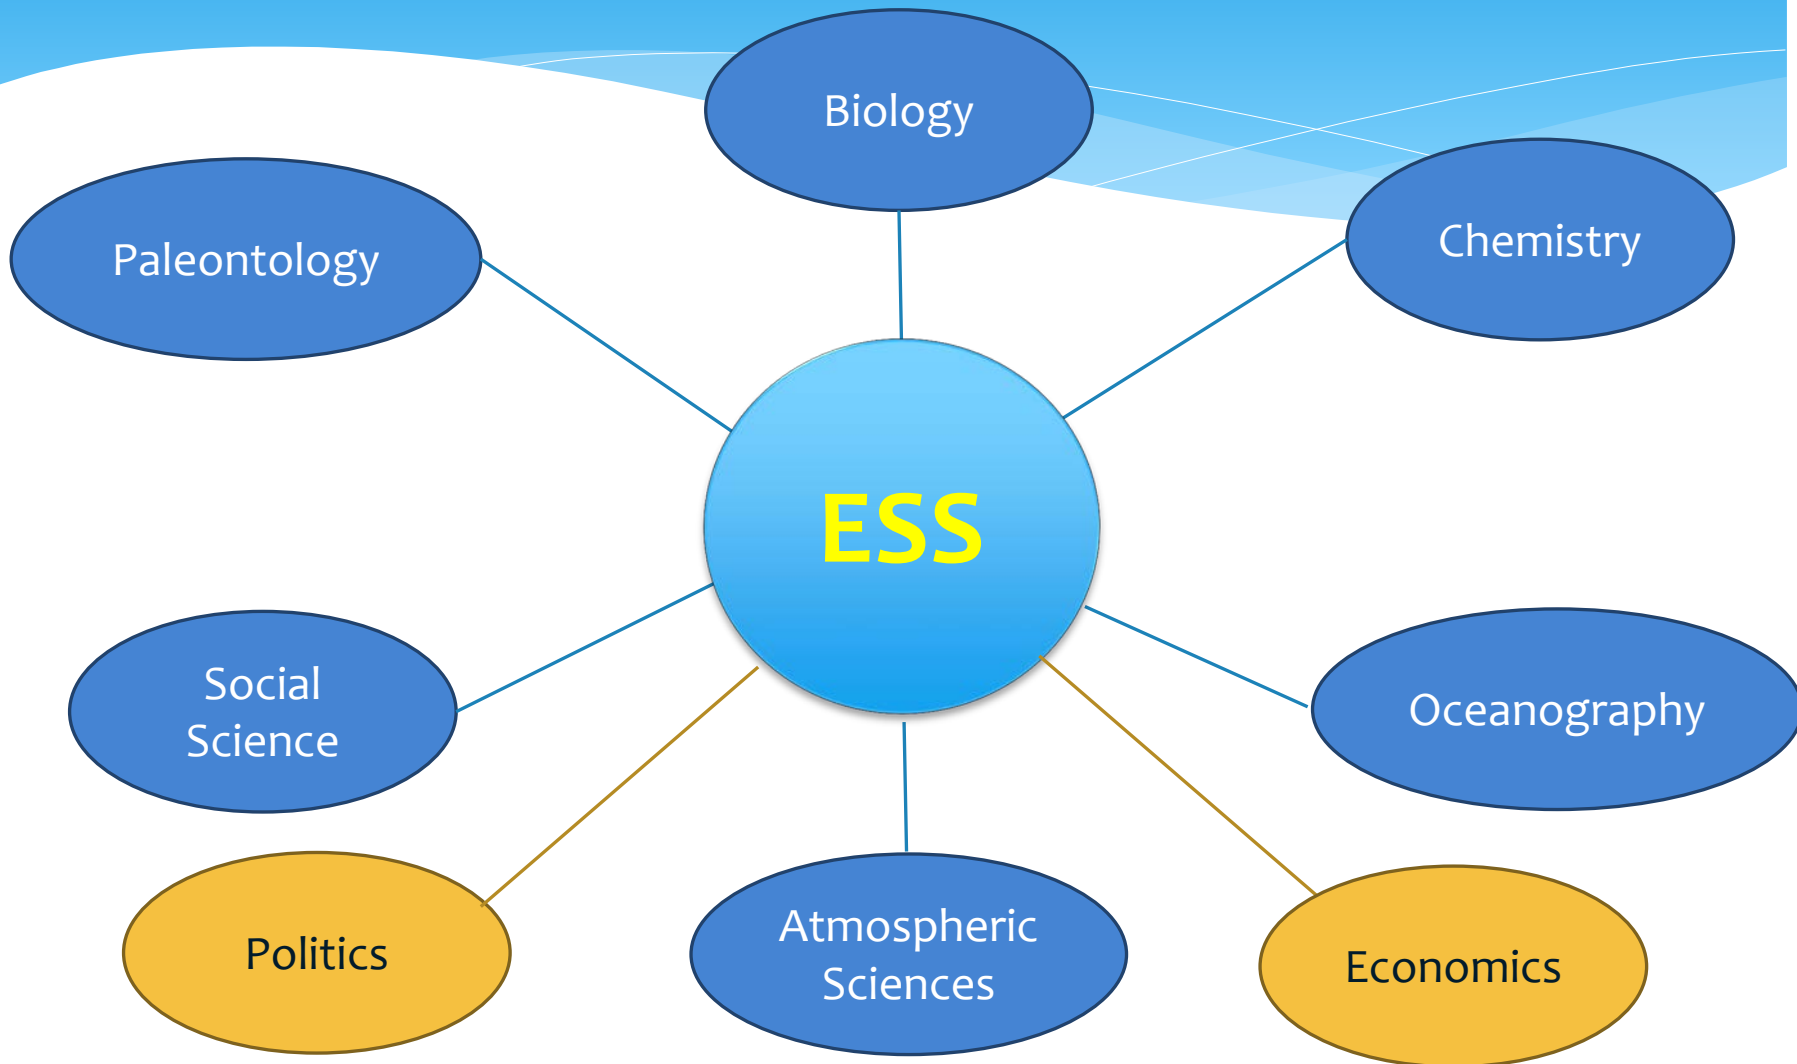 Biology
Paleontology
Chemistry
ESS
Social
Science
Oceanography
Politics
Atmospheric
Sciences
Economics